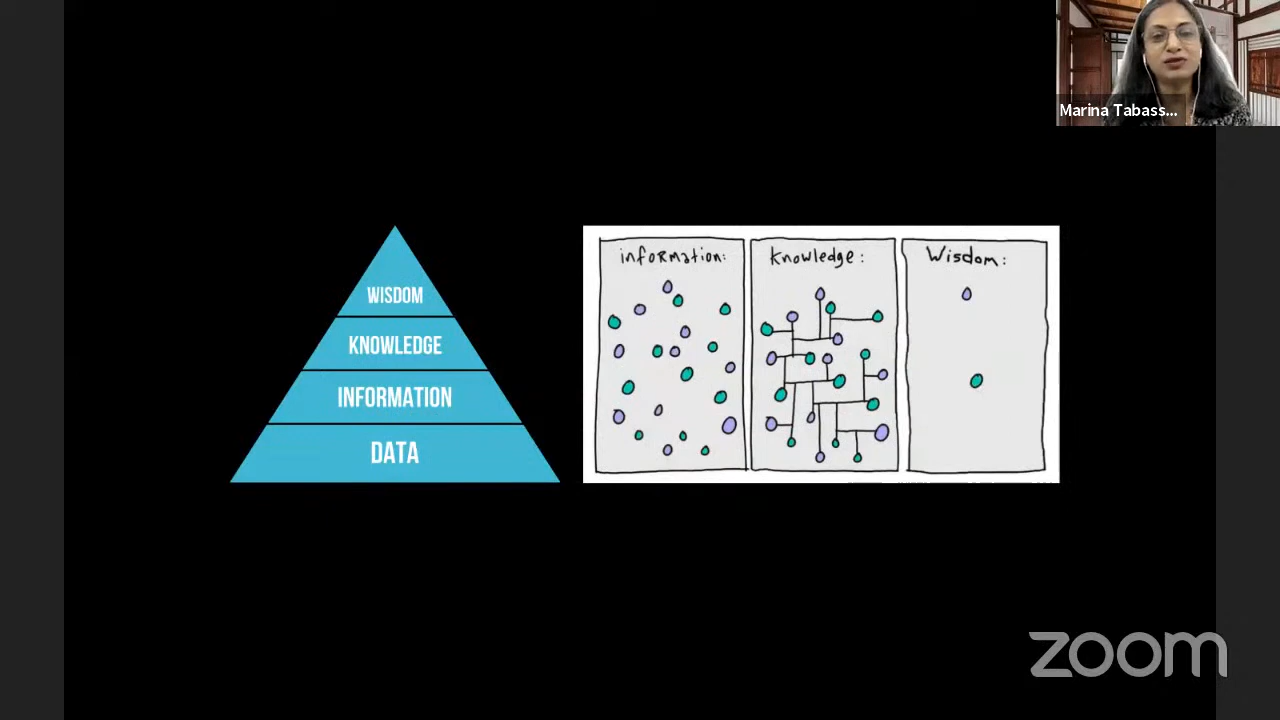 Marina Tabass...
WISDOM
KNOWLEDGE
INFORMATION
DATA
information:
Knowledge:
Wisdom:
zoom